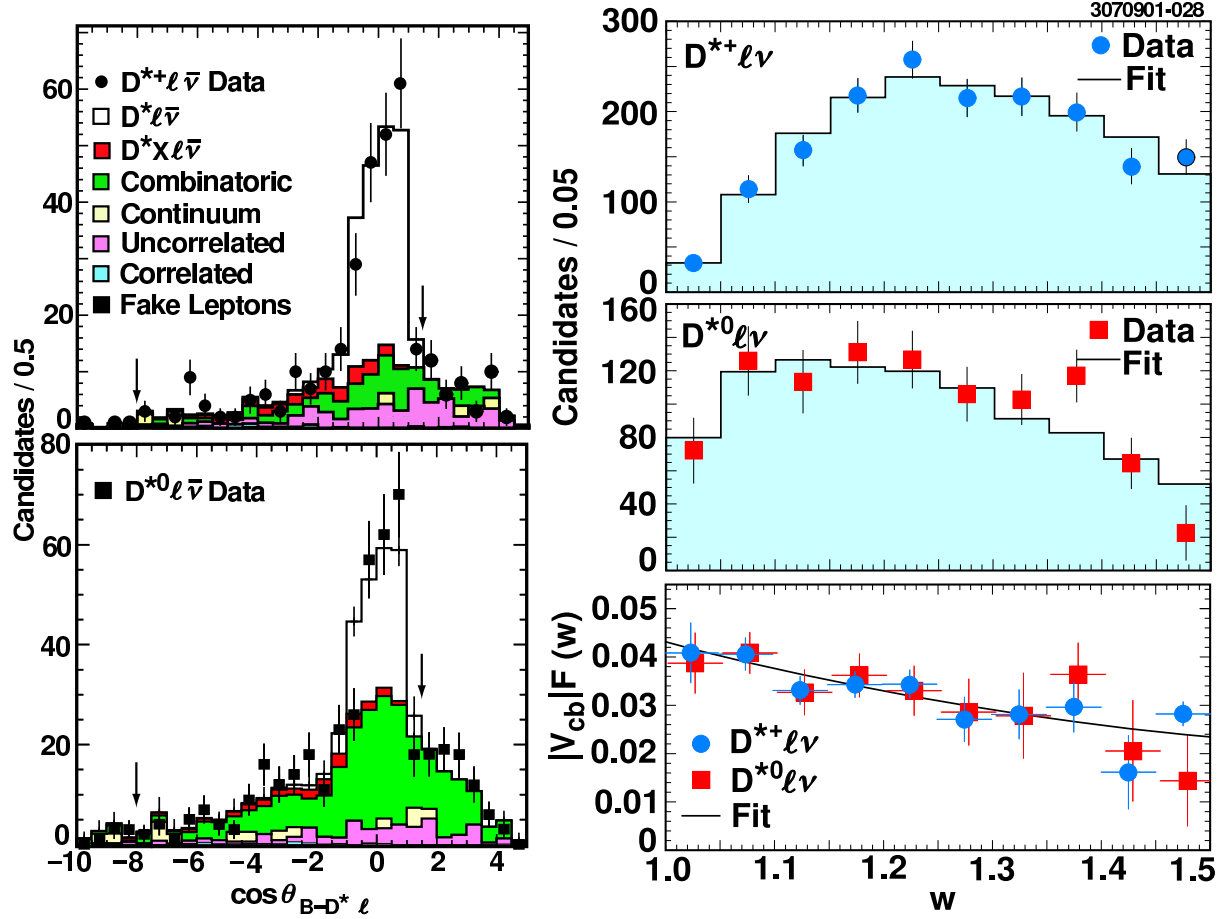 3070901-028
60
40
20
0
Candidates / 0.5
D*+ℓν̄ Data
D*ℓν̄
D*Xℓν̄
Combinatoric
Continuum
Uncorrelated
Correlated
Fake Leptons
80
60
40
20
0
D*0ℓν̄ Data
−10 −8 −6 −4 −2 0 2 4
cosθB−D*ℓ
300
200
100
0
Candidates / 0.05
D*+ℓν
Data
Fit
160
120
80
40
0
D*0ℓν
Data
Fit
0.05
0.04
0.03
0.02
0.01
0
|Vcb|F (w)
D*+ℓν
D*0ℓν
Fit
1.0 1.1 1.2 1.3 1.4 1.5
w